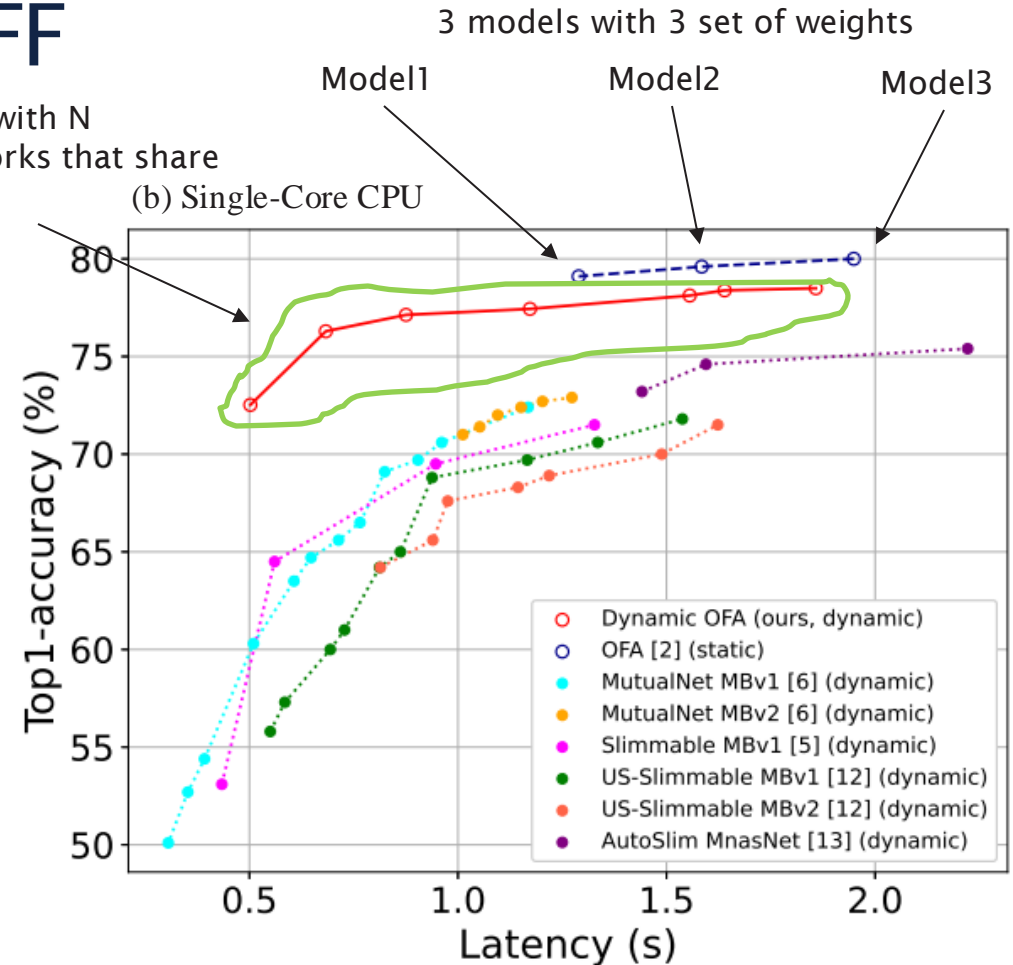 FF
3 models with 3 set of weights
Model1
Model2
Model3
with N
orks that share
(b) Single-Core CPU
80
75
70
65
60
55
50
Top1-accuracy (%)
Dynamic OFA (ours, dynamic)
OFA [2] (static)
MutualNet MBv1 [6] (dynamic)
MutualNet MBv2 [6] (dynamic)
Slimmable MBv1 [5] (dynamic)
US-Slimmable MBv1 [12] (dynamic)
US-Slimmable MBv2 [12] (dynamic)
AutoSlim MnasNet [13] (dynamic)
0.5 1.0 1.5 2.0
Latency (s)